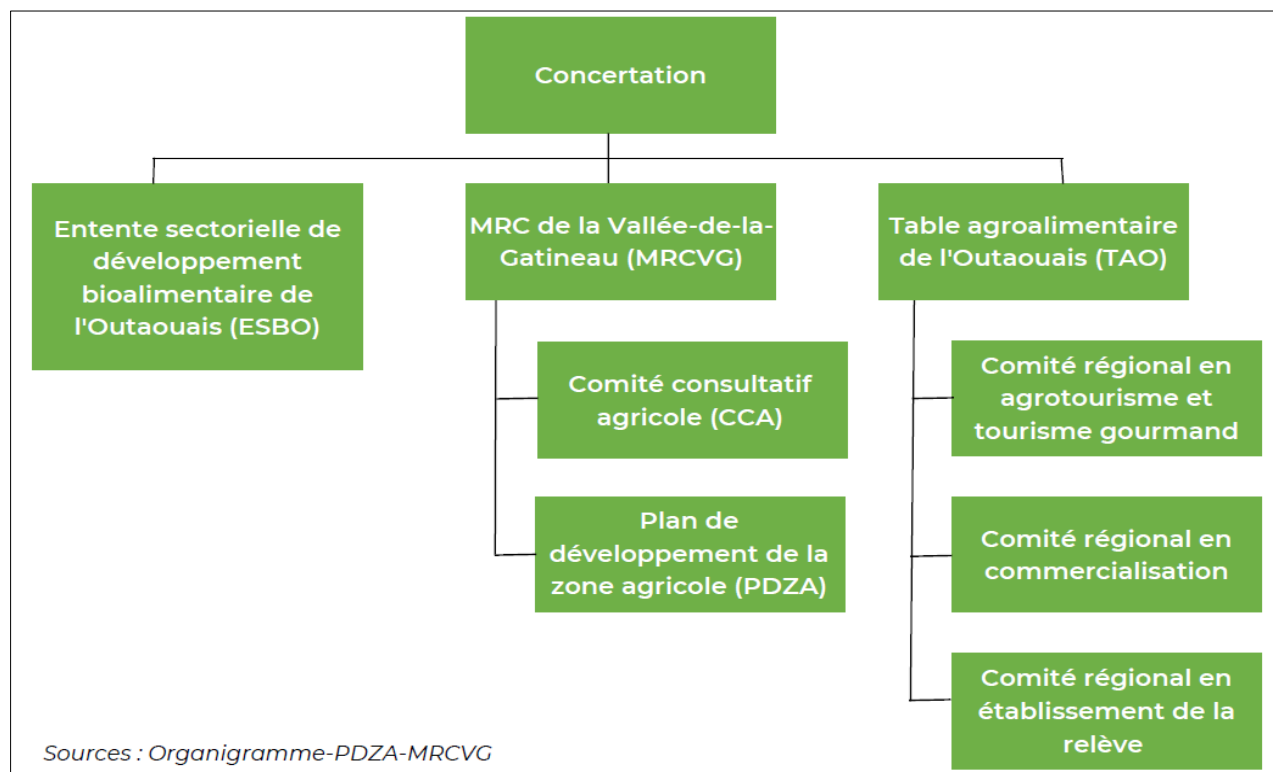 Concertation
Entente sectorielle de
développement
bioalimentaire de
l'Outaouais (ESBO)
MRC de la Vallée-de-la-
Gatineau (MRCVG)
Comité consultatif
agricole (CCA)
Plan de
développement de la
zone agricole (PDZA)
Table agroalimentaire
de l'Outaouais (TAO)
Comité régional en
agrotourisme et
tourisme gourmand
Comité régional en
commercialisation
Comité régional en
établissement de la
relève
Sources : Organigramme-PDZA-MRCVG